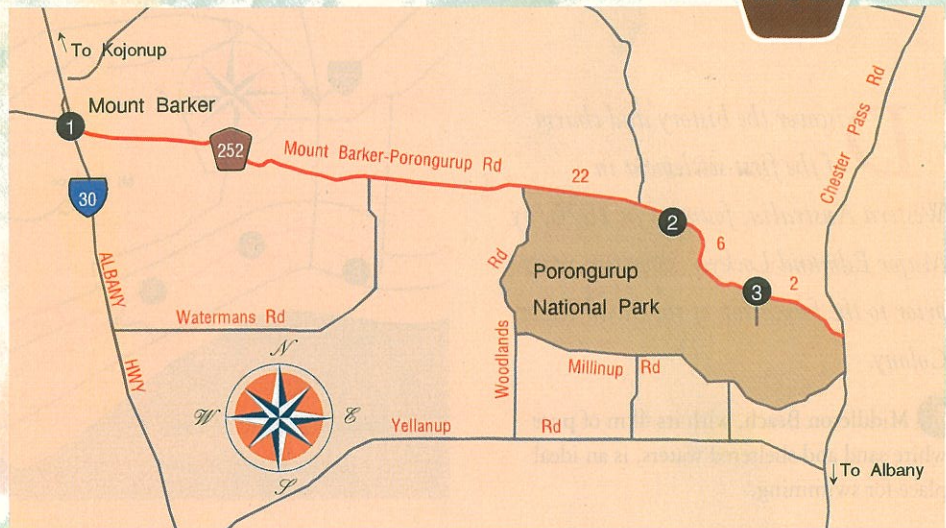 To Kojonup
Mount Barker
1
252
Mount Barker-Porongurup Rd
22
30
Chester Pass Rd
2
6
2
3
Rd
Porongurup
National Park
ALBANY
HWY
Watermans Rd
Woodlands
Millinup Rd
N
W
E
S
Yellanup Rd
To Albany